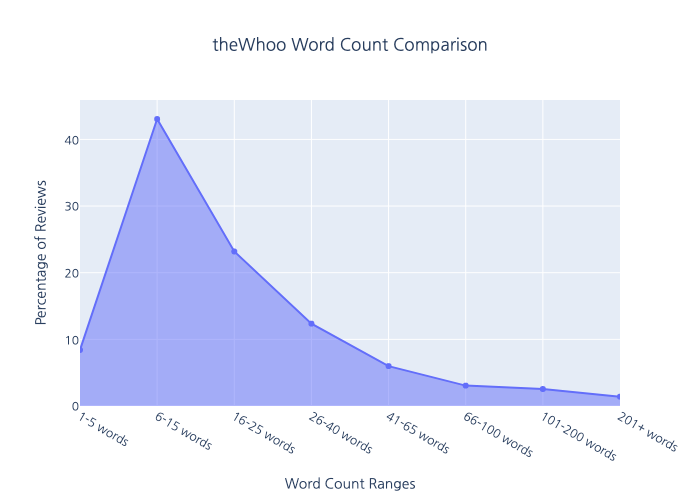 theWhoo Word Count Comparison
Percentage of Reviews
40
30
20
10
0
1-5 words
6-15 words
16-25 words
26-40 words
41-65 words
66-100 words
101-200 words
201+ words
Word Count Ranges